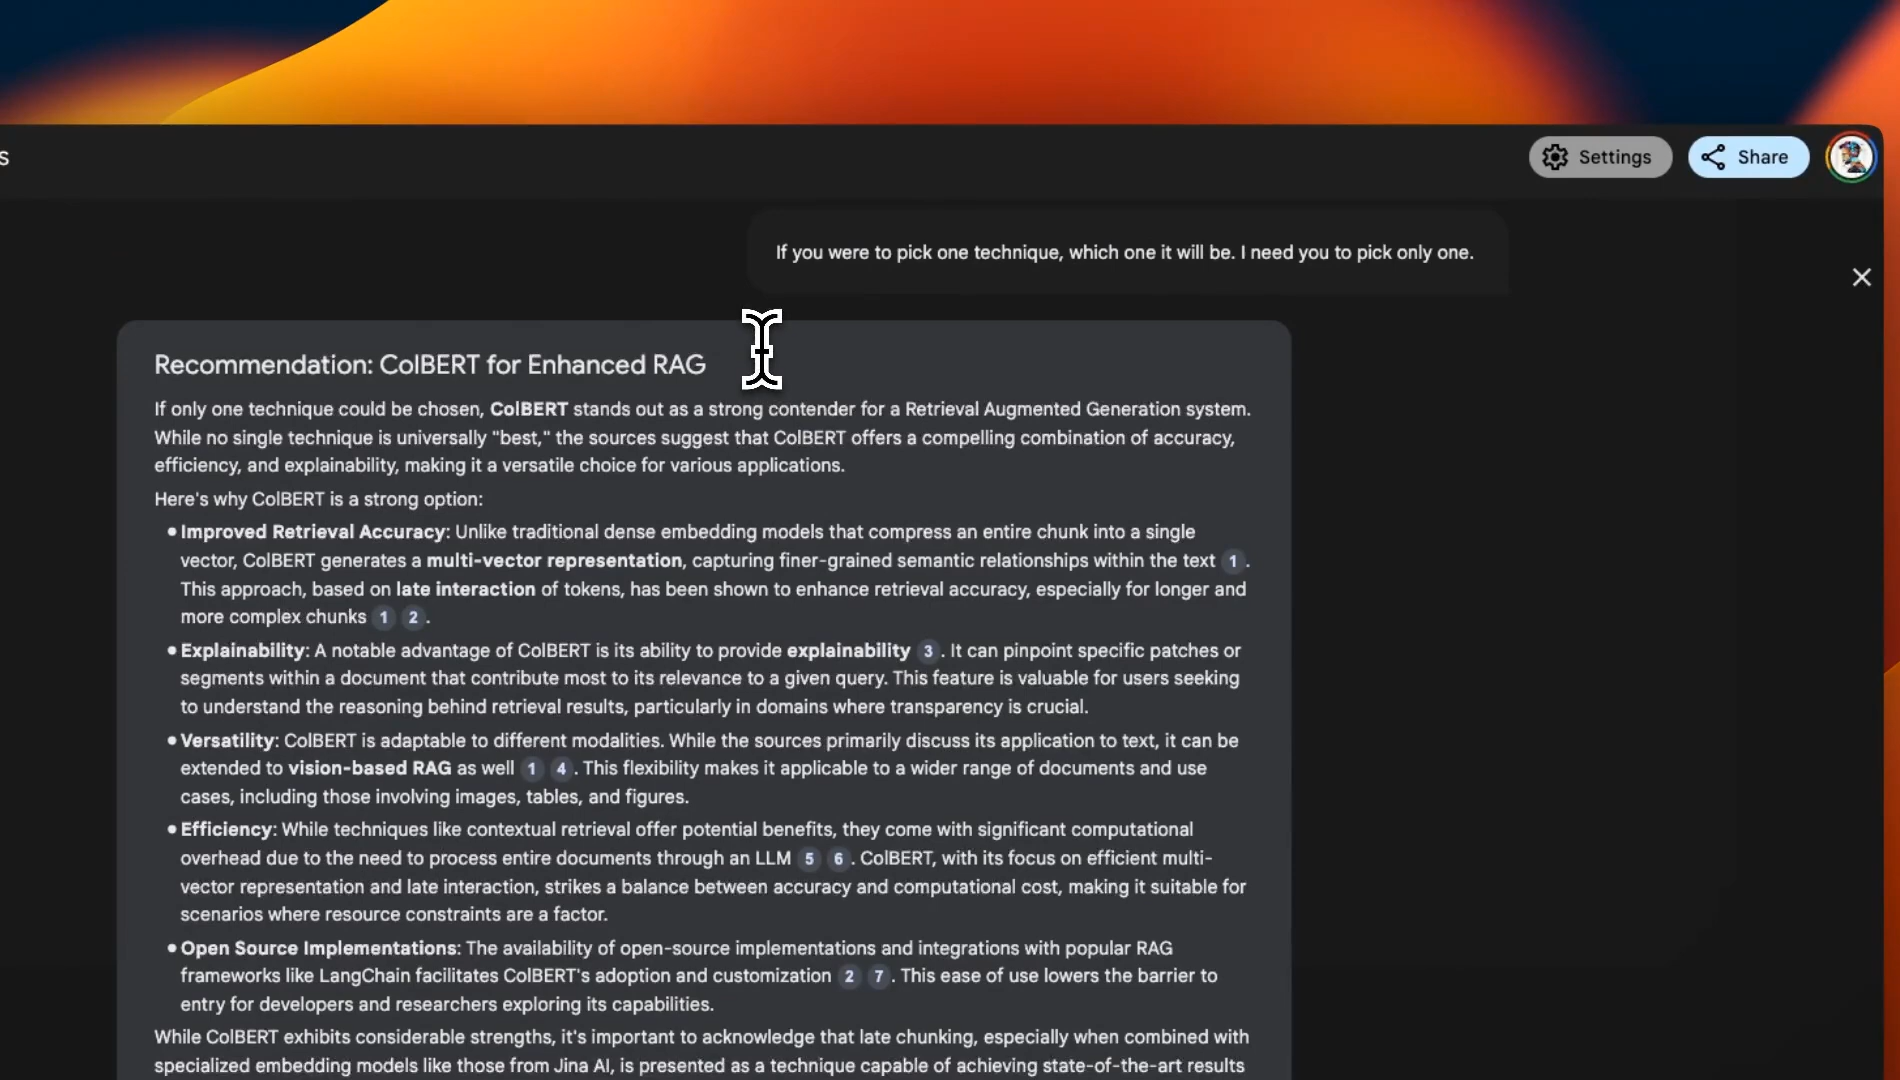 s
Settings
Share
If you were to pick one technique, which one it will be. I need you to pick only one.
Recommendation: ColBERT for Enhanced RAG
If only one technique could be chosen, ColBERT stands out as a strong contender for a Retrieval Augmented Generation system.
While no single technique is universally "best," the sources suggest that ColBERT offers a compelling combination of accuracy,
efficiency, and explainability, making it a versatile choice for various applications.
Here's why ColBERT is a strong option:
• Improved Retrieval Accuracy: Unlike traditional dense embedding models that compress an entire chunk into a single
vector, ColBERT generates a multi-vector representation, capturing finer-grained semantic relationships within the text 1.
This approach, based on late interaction of tokens, has been shown to enhance retrieval accuracy, especially for longer and
more complex chunks 1 2.
• Explainability: A notable advantage of ColBERT is its ability to provide explainability 3. It can pinpoint specific patches or
segments within a document that contribute most to its relevance to a given query. This feature is valuable for users seeking
to understand the reasoning behind retrieval results, particularly in domains where transparency is crucial.
• Versatility: ColBERT is adaptable to different modalities. While the sources primarily discuss its application to text, it can be
extended to vision-based RAG as well 1 4. This flexibility makes it applicable to a wider range of documents and use
cases, including those involving images, tables, and figures.
• Efficiency: While techniques like contextual retrieval offer potential benefits, they come with significant computational
overhead due to the need to process entire documents through an LLM 5 6. ColBERT, with its focus on efficient multi-
vector representation and late interaction, strikes a balance between accuracy and computational cost, making it suitable for
scenarios where resource constraints are a factor.
• Open Source Implementations: The availability of open-source implementations and integrations with popular RAG
frameworks like LangChain facilitates ColBERT's adoption and customization 2 7. This ease of use lowers the barrier to
entry for developers and researchers exploring its capabilities.
While ColBERT exhibits considerable strengths, it's important to acknowledge that late chunking, especially when combined with
specialized embedding models like those from Jina AI, is presented as a technique capable of achieving state-of-the-art results